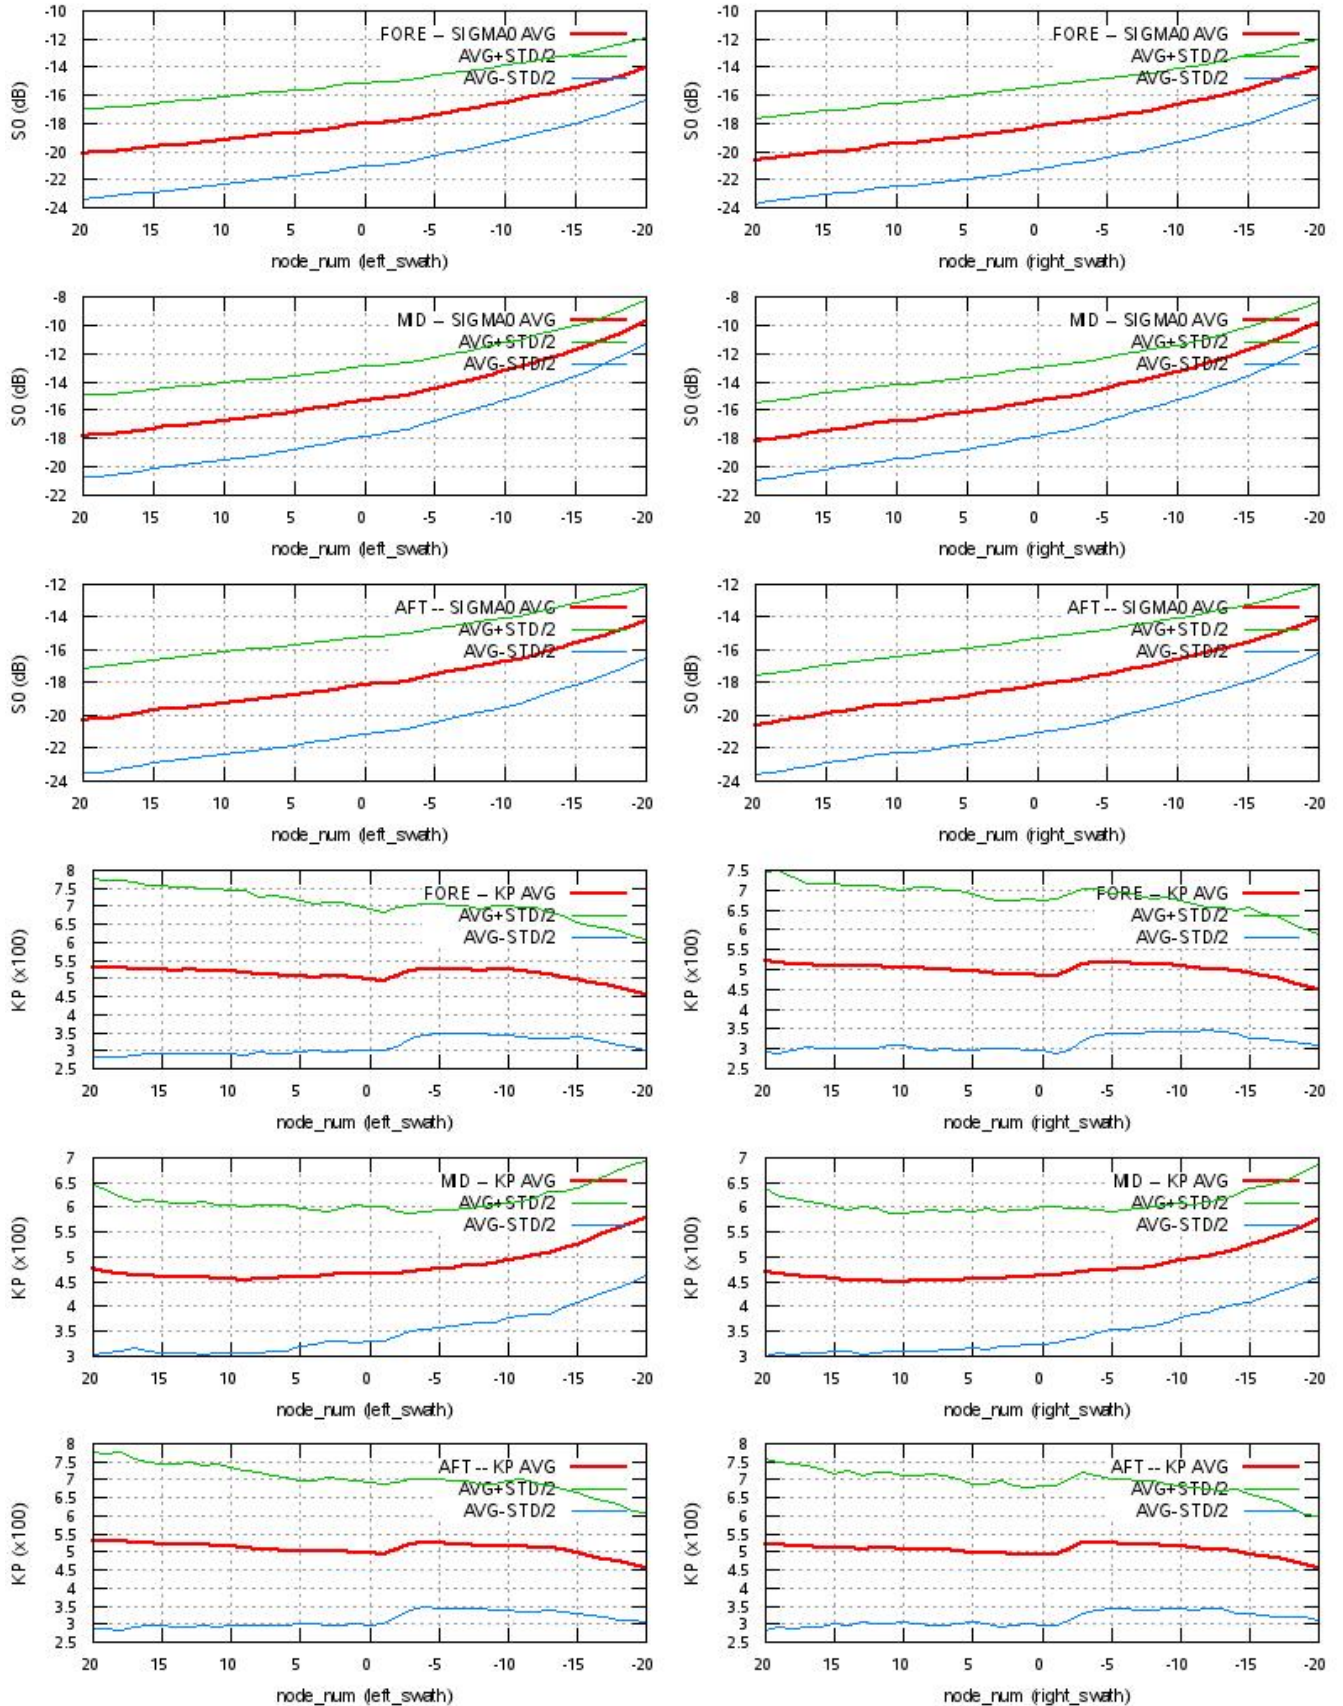 -10
-12
-14
-16
-18
-20
-22
-24
S0 (dB)
FORE -- SIGMA0 AVG
AVG+STD/2
AVG-STD/2
20 15 10 5 0 -5 -10 -15 -20
node_num (left_swath)
-10
-12
-14
-16
-18
-20
-22
-24
S0 (dB)
FORE -- SIGMA0 AVG
AVG+STD/2
AVG-STD/2
20 15 10 5 0 -5 -10 -15 -20
node_num (right_swath)
-8
-10
-12
-14
-16
-18
-20
-22
S0 (dB)
MID -- SIGMA0 AVG
AVG+STD/2
AVG-STD/2
20 15 10 5 0 -5 -10 -15 -20
node_num (left_swath)
-8
-10
-12
-14
-16
-18
-20
-22
S0 (dB)
MID -- SIGMA0 AVG
AVG+STD/2
AVG-STD/2
20 15 10 5 0 -5 -10 -15 -20
node_num (right_swath)
-12
-14
-16
-18
-20
-22
-24
S0 (dB)
AFT -- SIGMA0 AVG
AVG+STD/2
AVG-STD/2
20 15 10 5 0 -5 -10 -15 -20
node_num (left_swath)
-12
-14
-16
-18
-20
-22
-24
S0 (dB)
AFT -- SIGMA0 AVG
AVG+STD/2
AVG-STD/2
20 15 10 5 0 -5 -10 -15 -20
node_num (right_swath)
8
7.5
7
6.5
6
5.5
5
4.5
4
3.5
3
2.5
KP (x100)
FORE -- KP AVG
AVG+STD/2
AVG-STD/2
20 15 10 5 0 -5 -10 -15 -20
node_num (left_swath)
7.5
7
6.5
6
5.5
5
4.5
4
3.5
3
2.5
KP (x100)
FORE -- KP AVG
AVG+STD/2
AVG-STD/2
20 15 10 5 0 -5 -10 -15 -20
node_num (right_swath)
7
6.5
6
5.5
5
4.5
4
3.5
3
KP (x100)
MID -- KP AVG
AVG+STD/2
AVG-STD/2
20 15 10 5 0 -5 -10 -15 -20
node_num (left_swath)
7
6.5
6
5.5
5
4.5
4
3.5
3
KP (x100)
MID -- KP AVG
AVG+STD/2
AVG-STD/2
20 15 10 5 0 -5 -10 -15 -20
node_num (right_swath)
8
7.5
7
6.5
6
5.5
5
4.5
4
3.5
3
2.5
KP (x100)
AFT -- KP AVG
AVG+STD/2
AVG-STD/2
20 15 10 5 0 -5 -10 -15 -20
node_num (left_swath)
8
7.5
7
6.5
6
5.5
5
4.5
4
3.5
3
2.5
KP (x100)
AFT -- KP AVG
AVG+STD/2
AVG-STD/2
20 15 10 5 0 -5 -10 -15 -20
node_num (right_swath)